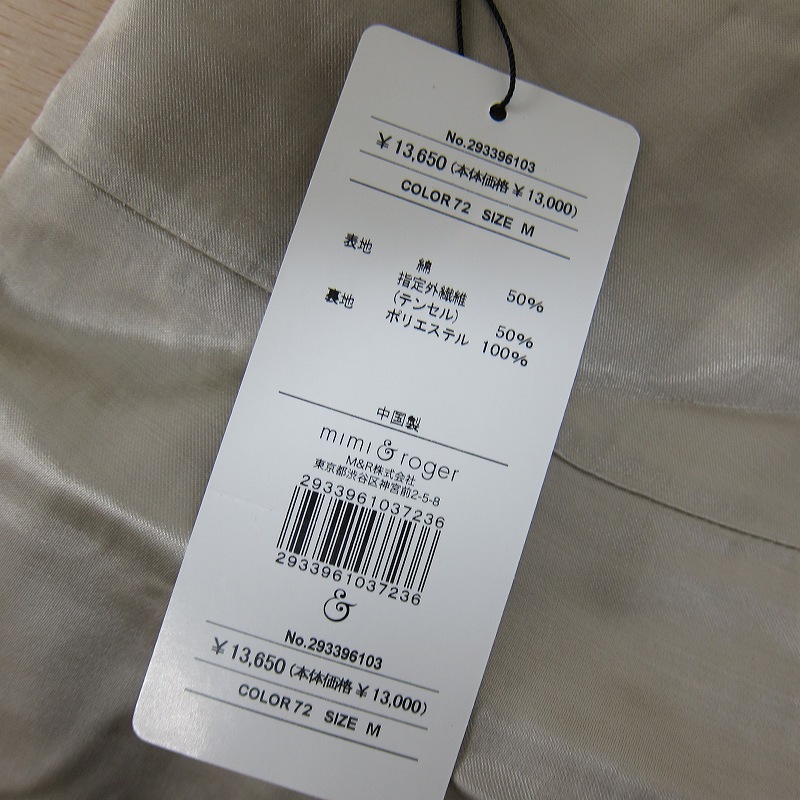 No.293396103
¥13,650(本体価格¥13,000)
COLOR 72 SIZE M
表地 綿 50%
指定外繊維
(テンセル) 50%
裏地 ポリエステル 100%
中国製
mimi & roger
M&R株式会社
東京都渋谷区神宮前2-5-8
2933961037236
2933961037236
&
No.293396103
¥13,650(本体価格¥13,000)
COLOR 72 SIZE M